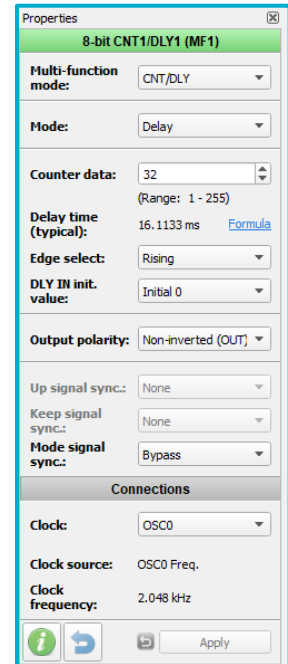 Properties
8-bit CNT1/DLY1 (MF1)
Multi-function mode: CNT/DLY
Mode: Delay
Counter data: 32
(Range: 1 - 255)
Delay time (typical): 16.1133 ms Formula
Edge select: Rising
DLY IN init. value: Initial 0
Output polarity: Non-inverted (OUT)
Up signal sync.: None
Keep signal sync.: None
Mode signal sync.: Bypass
Connections
Clock: OSC0
Clock source: OSC0 Freq.
Clock frequency: 2.048 kHz
Apply